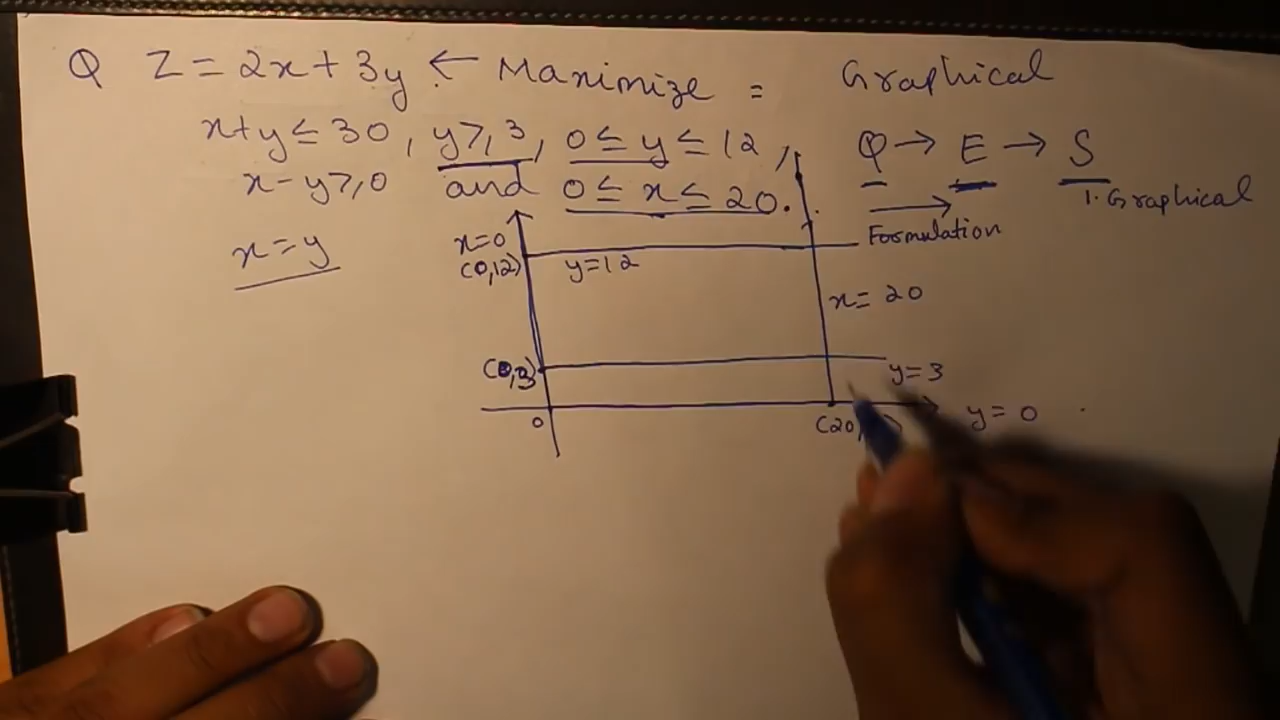 Q Z = 2x + 3y ← Maximize = Graphical
x+y ≤ 30, y ≥ 3, 0 ≤ y ≤ 12,
Q → E → S
x - y ≥ 0 and 0 ≤ x ≤ 20.
1. Graphical
Formulation
x = y
x=0
(0,12)
y=12
x= 20
(0,3)
y= 3
0
(20,
y= 0